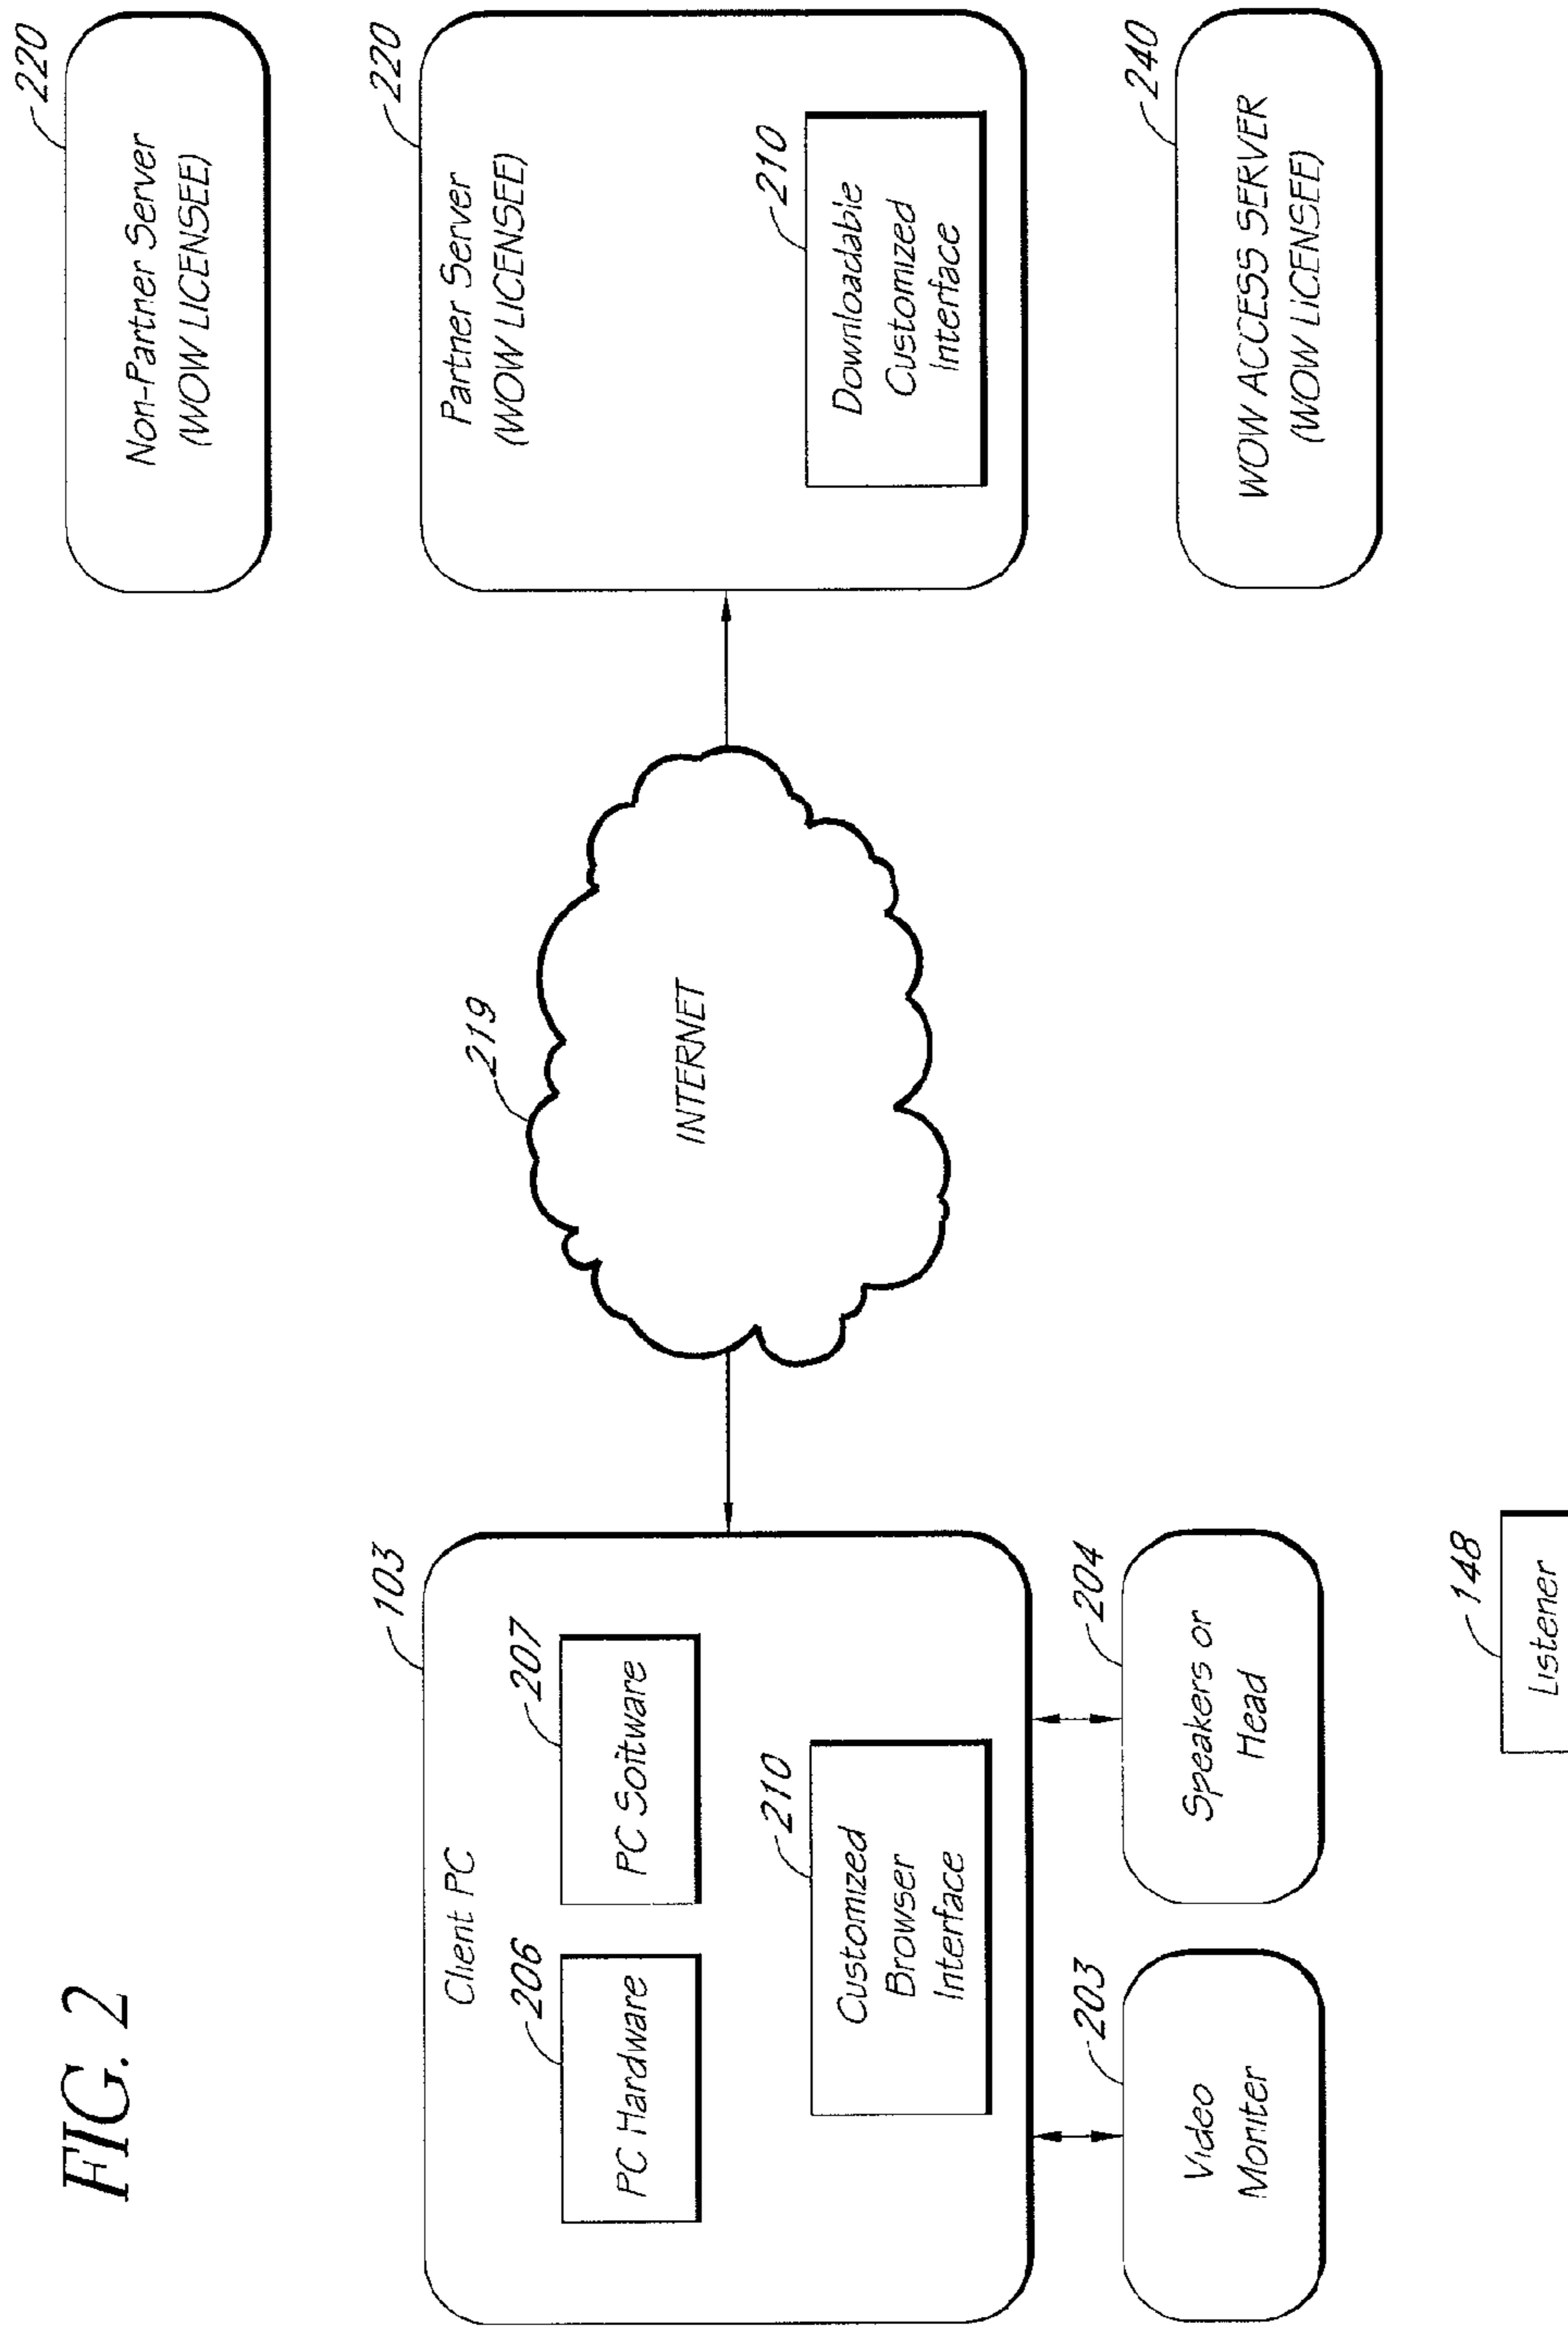 FIG. 2
103
Client PC
206
PC Hardware
207
PC Soitware
210
Customized
Browser
Interface
203
Video
Moniter
204
Speakers or
Head
148
Listener
219
INTERNET
220
Non-Partner Server
(WOW LICENSEE)
220
Partner Server
(WOW LICENSEE)
210
Downloadable
Customized
Interface
240
WOW ACCESS SERVER
(WOW LICENSEE)